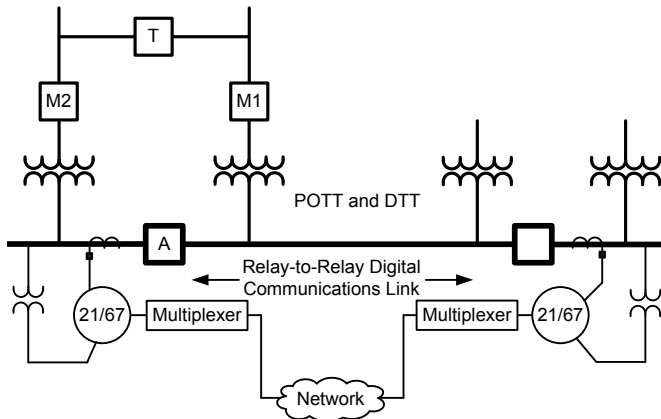 T
M2
M1
POTT and DTT
A
Relay-to-Relay Digital
Communications Link
21/67
Multiplexer
Multiplexer
21/67
Network